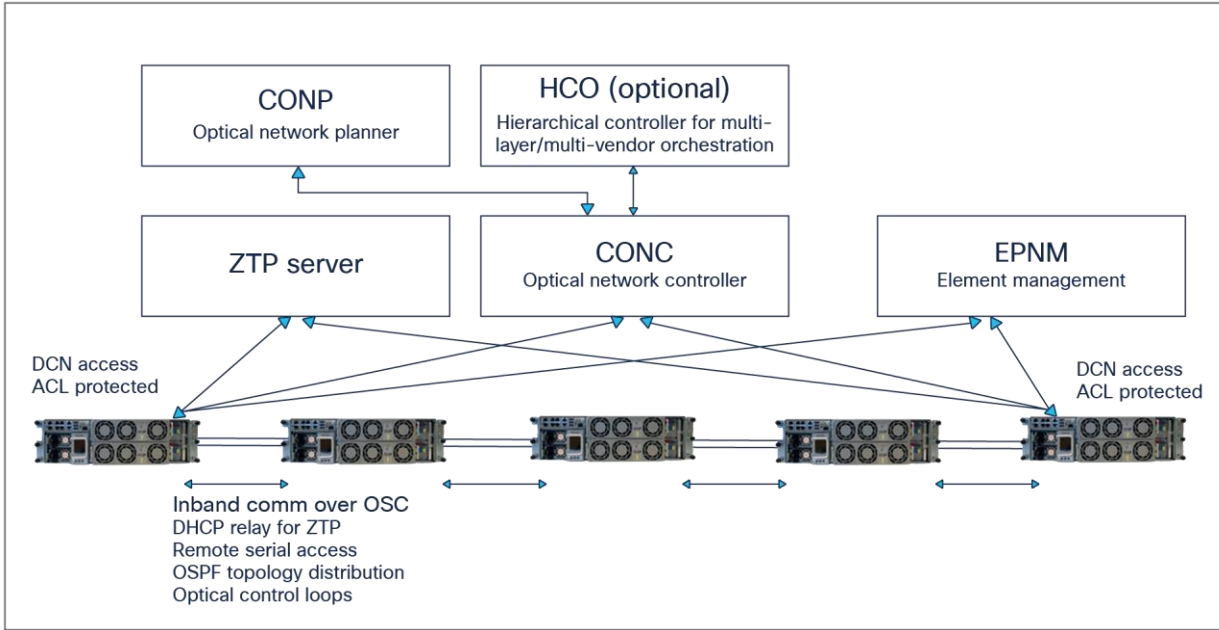 CONP
Optical network planner
HCO (optional)
Hierarchical controller for multi-
layer/multi-vendor orchestration
ZTP server
CONC
Optical network controller
EPNM
Element management
DCN access
ACL protected
DCN access
ACL protected
Inband comm over OSC
DHCP relay for ZTP
Remote serial access
OSPF topology distribution
Optical control loops